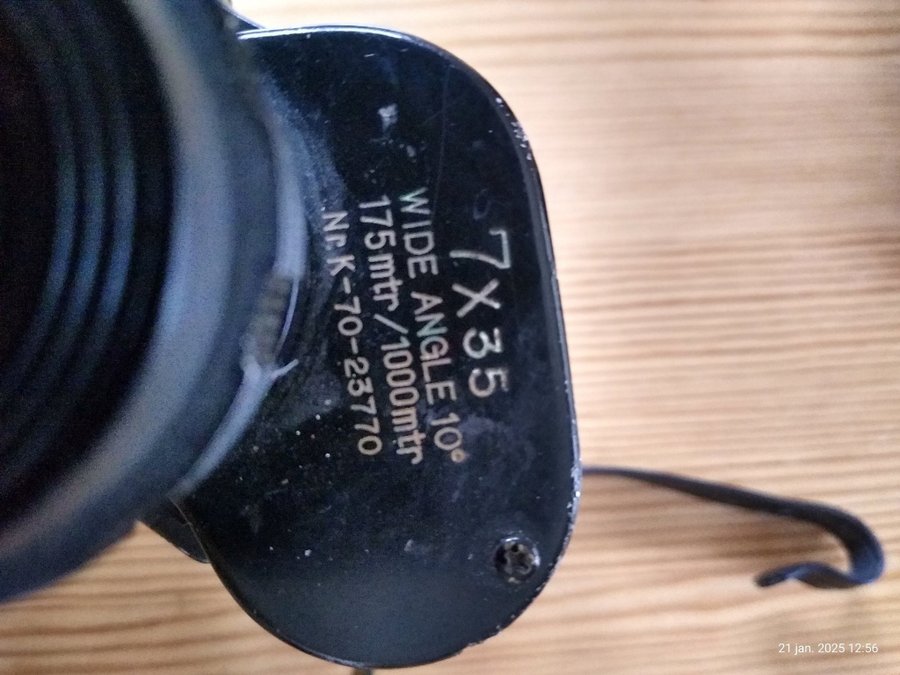 7X35
WIDE ANGLE 10°
175mtr/1000mtr
Nr.K-70-23770
21 jan. 2025 12:56